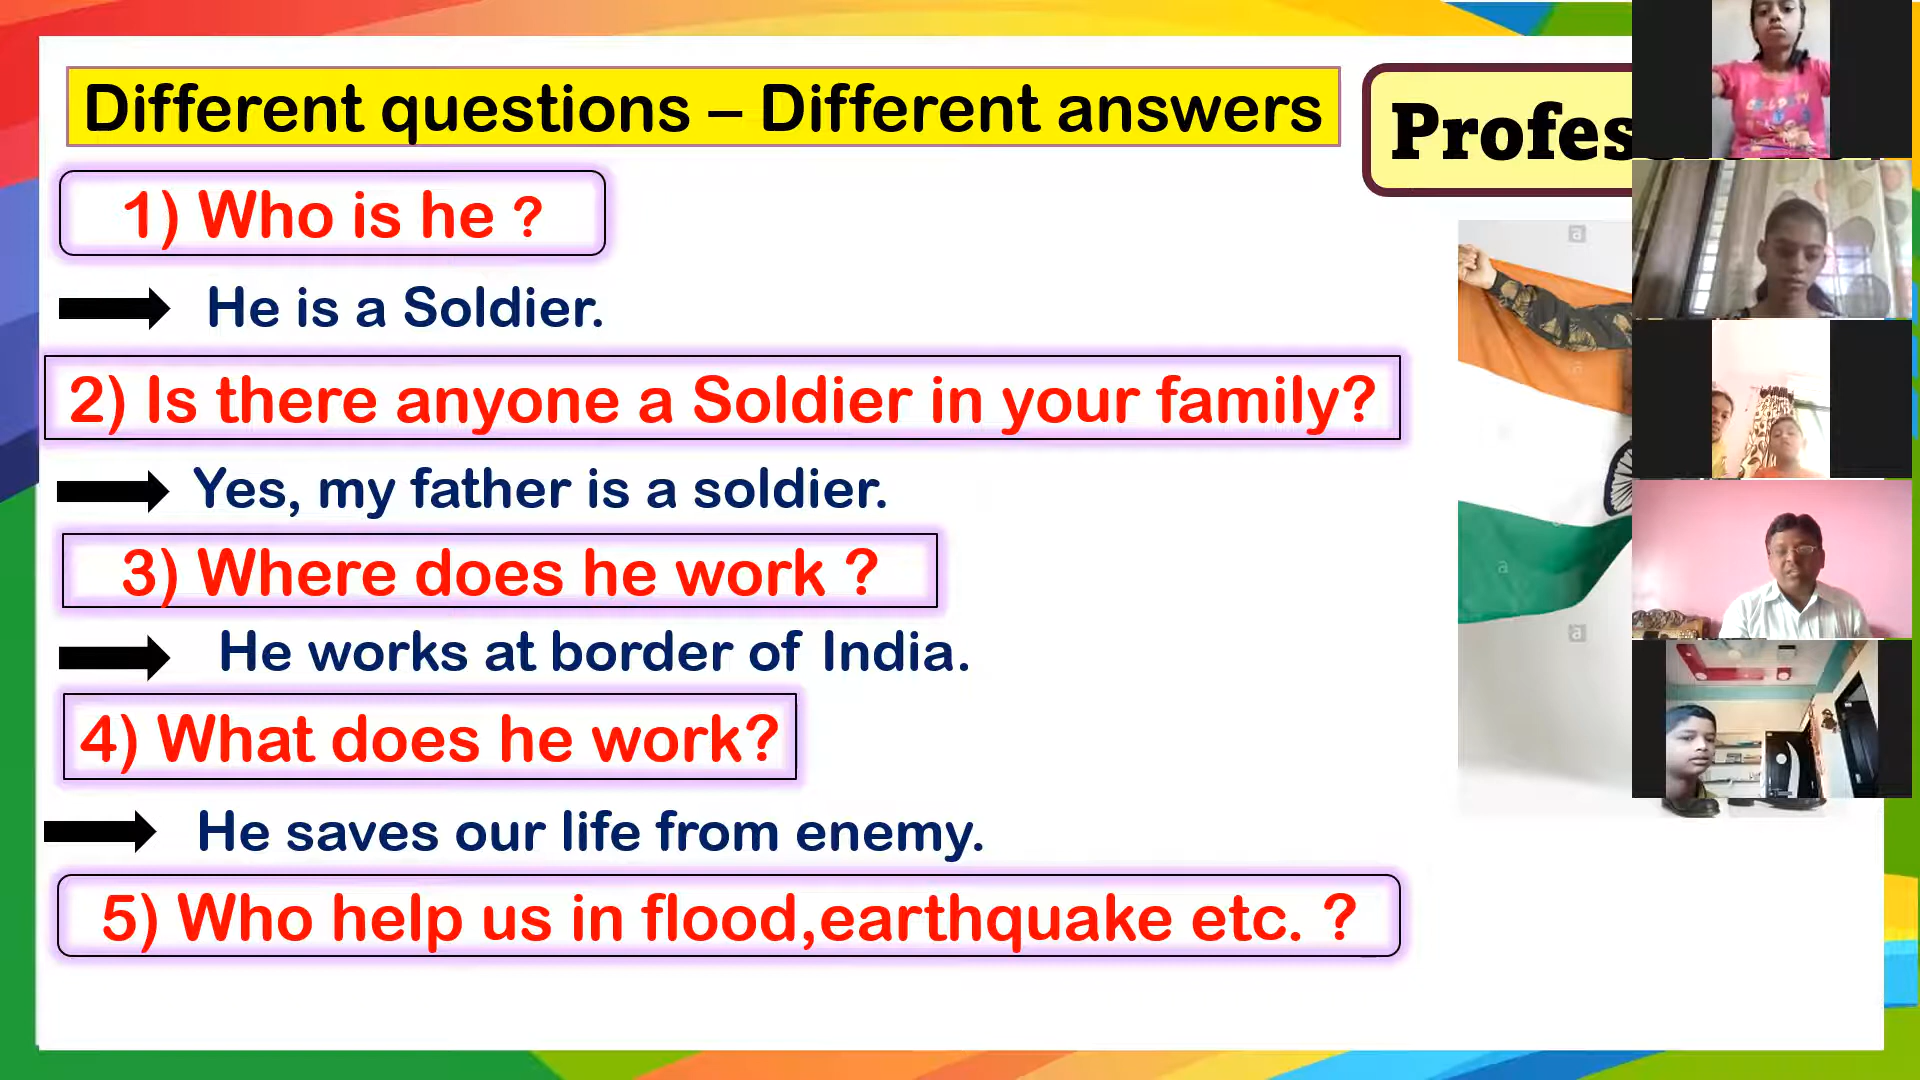 Different questions – Different answers
1) Who is he ?
He is a Soldier.
2) Is there anyone a Soldier in your family?
Yes, my father is a soldier.
3) Where does he work ?
He works at border of India.
4) What does he work?
He saves our life from enemy.
5) Who help us in flood,earthquake etc. ?
Profes
a
a
a